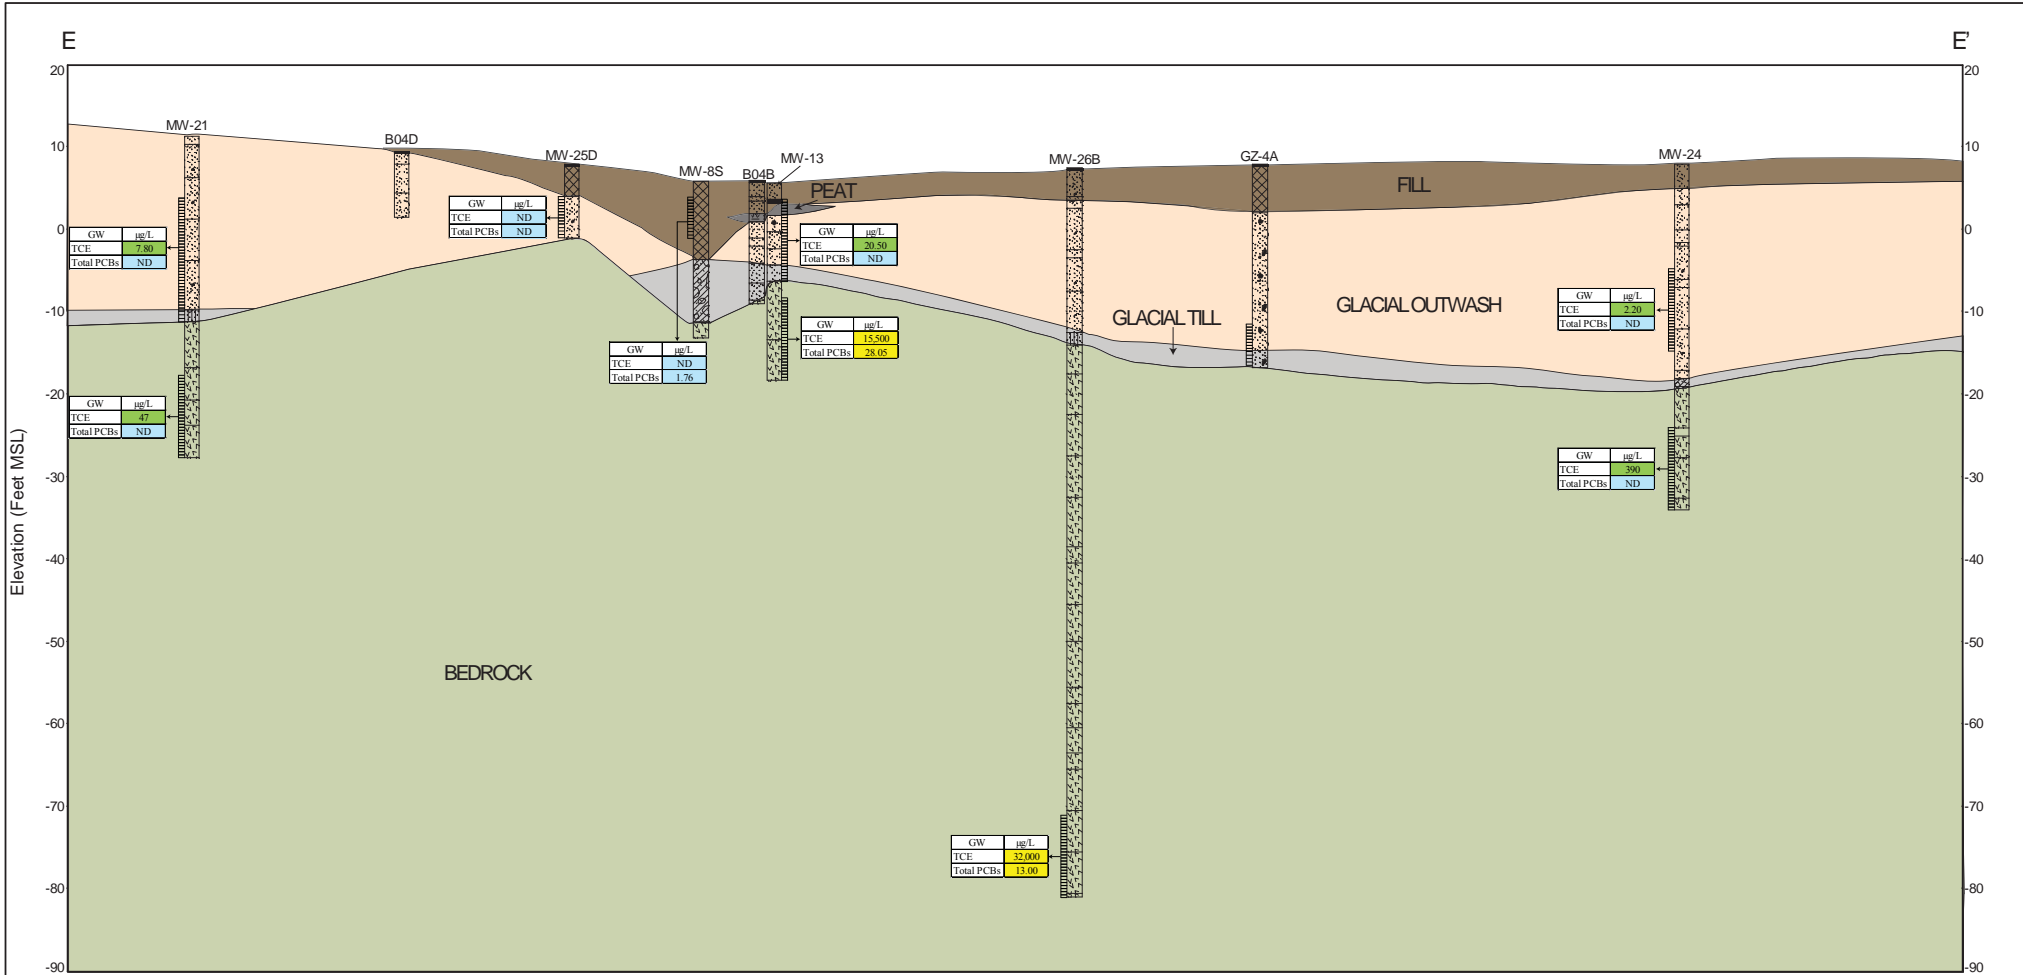 E E'
20 20
10 10
0 0
-10 -10
-20 -20
-30 -30
-40 -40
-50 -50
-60 -60
-70 -70
-80 -80
-90 -90
Elevation (Feet MSL)
MW-21
B04D
MW-25D
MW-8S
B04B
MW-13
MW-26B
GZ-4A
MW-24
PEAT
FILL
GLACIAL TILL
GLACIAL OUTWASH
BEDROCK
GW µg/L
TCE 7.80
Total PCBs ND
GW µg/L
TCE 47
Total PCBs ND
GW µg/L
TCE ND
Total PCBs ND
GW µg/L
TCE ND
Total PCBs 1.76
GW µg/L
TCE 20.50
Total PCBs ND
GW µg/L
TCE 15,500
Total PCBs 28.05
GW µg/L
TCE 32,000
Total PCBs 13.00
GW µg/L
TCE 2.20
Total PCBs ND
GW µg/L
TCE 390
Total PCBs ND